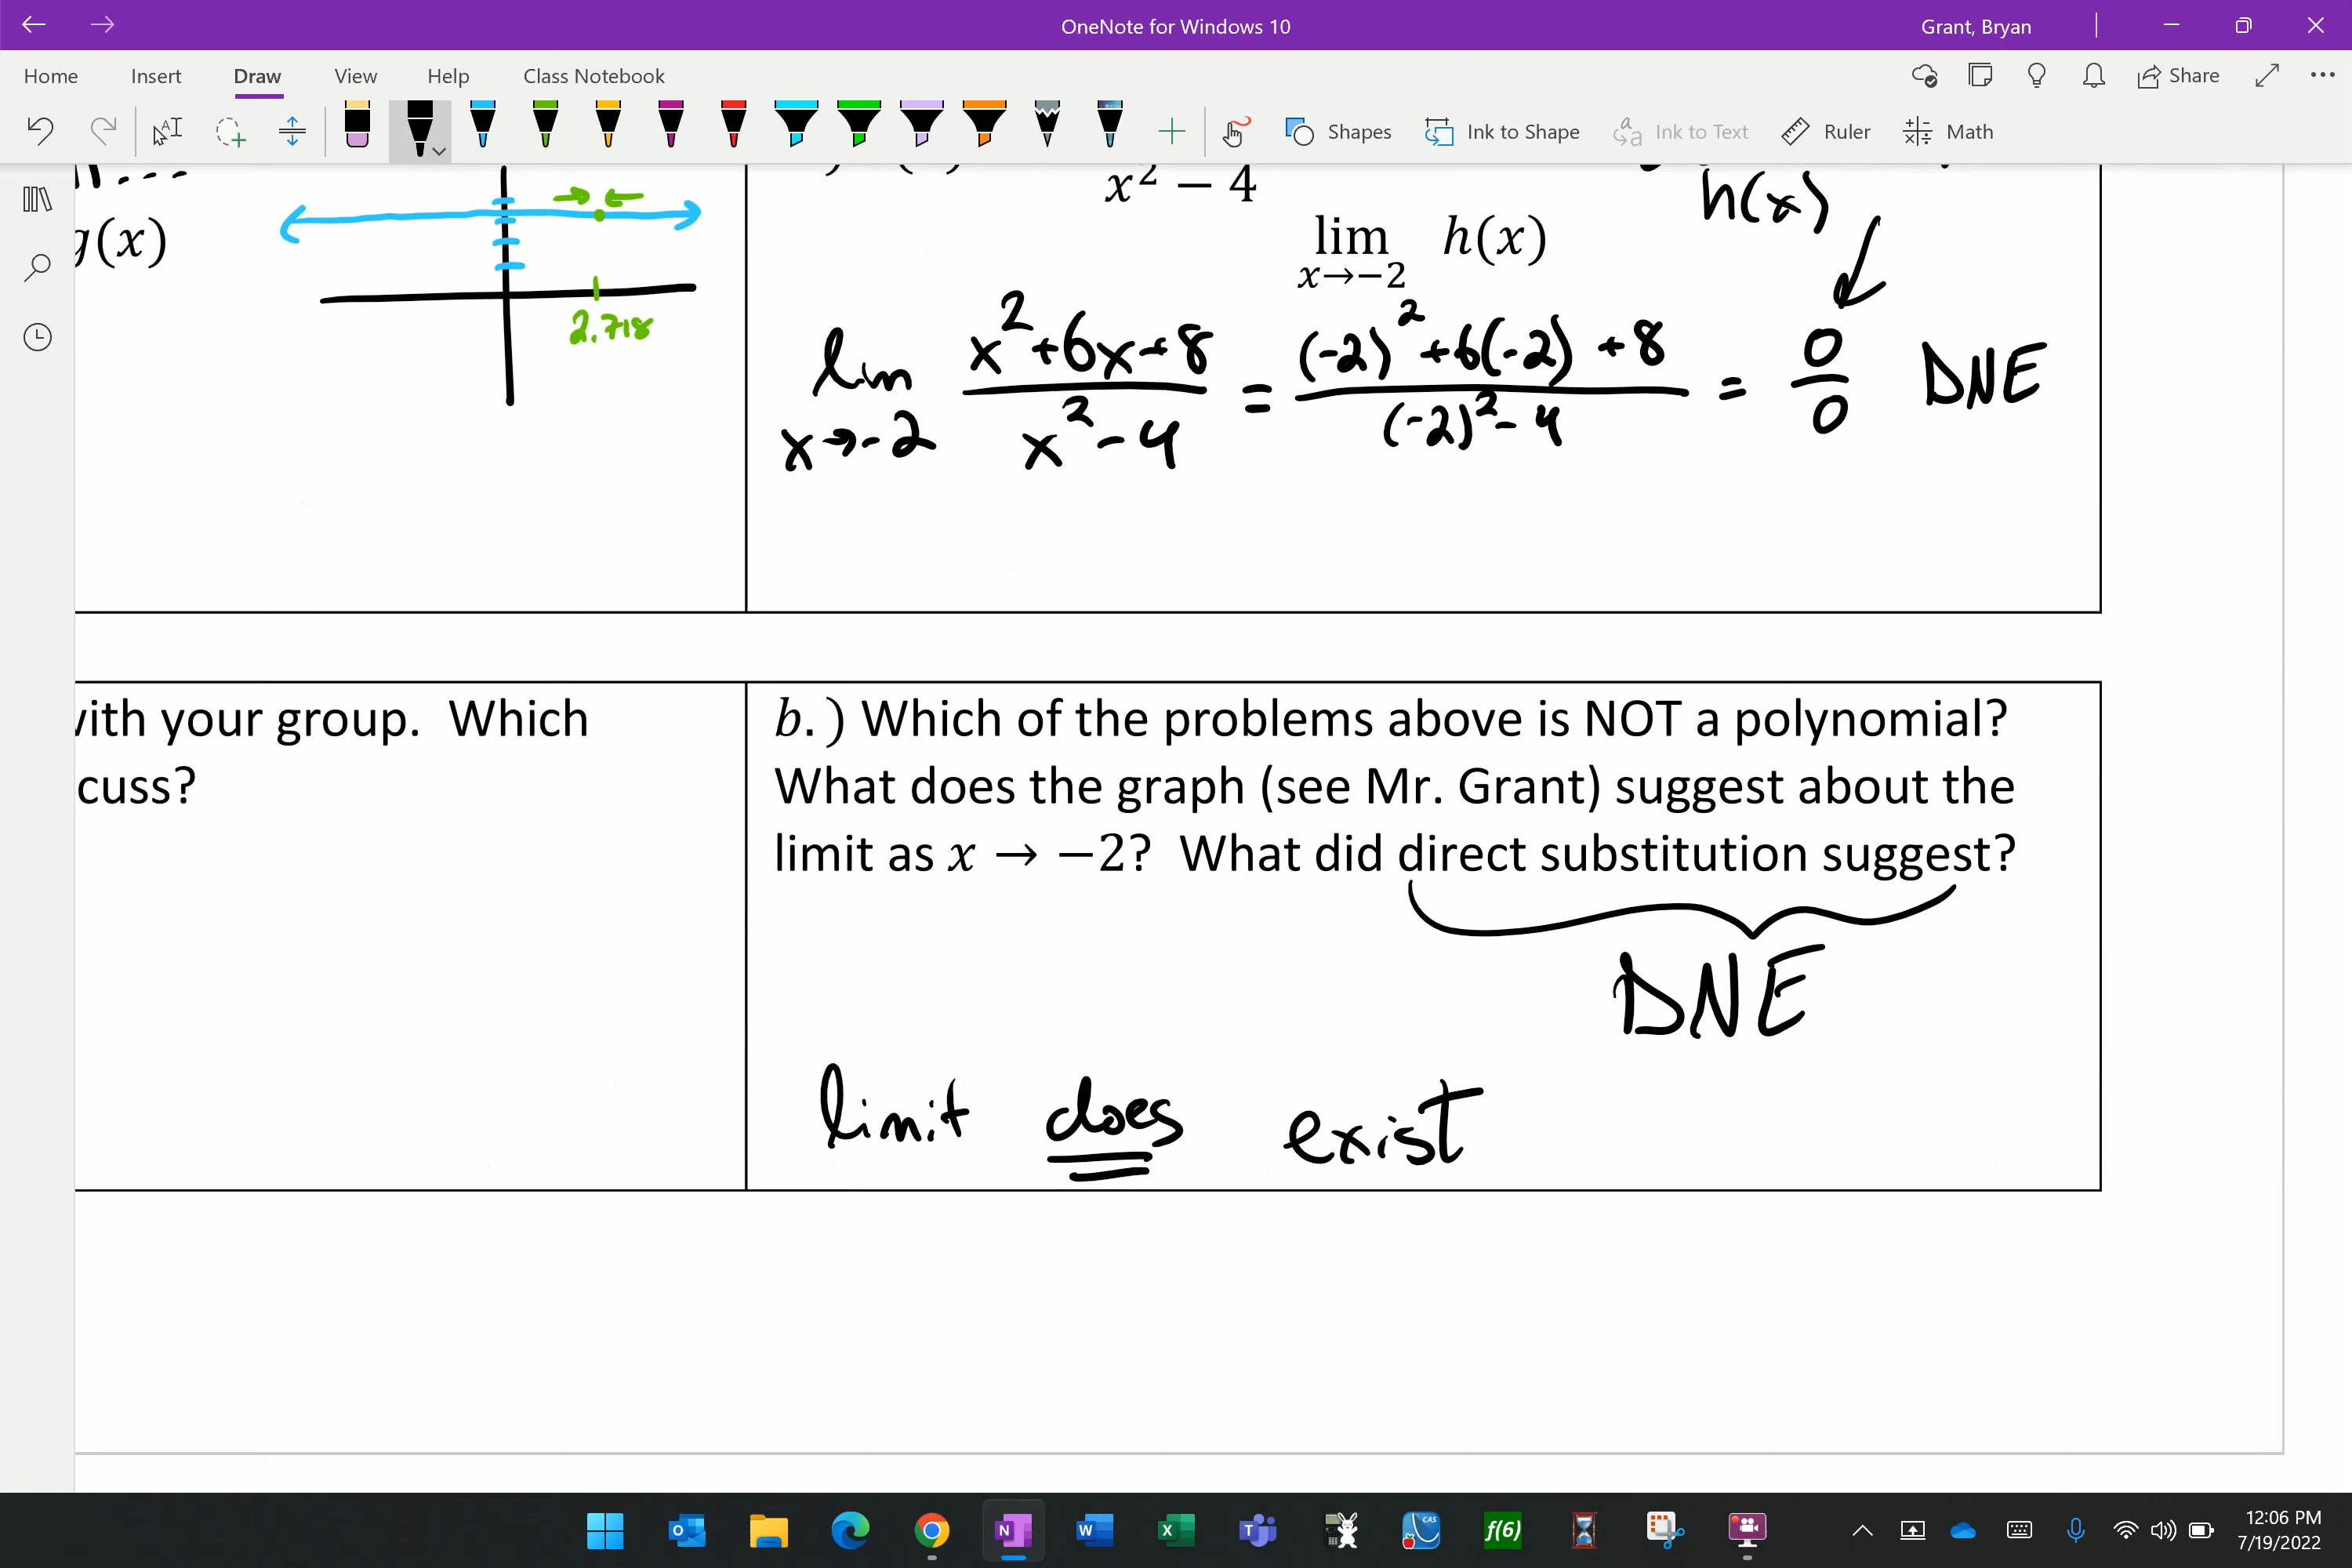 OneNote for Windows 10
Grant, Bryan
Home Insert Draw View Help Class Notebook
Share
Shapes Ink to Shape Ink to Text Ruler Math
g(x)
2.718
x² − 4
h(x)
lim h(x)
x→−2
lim x²+6x+8 / x²-4 = (-2)²+6(-2)+8 / (-2)²-4 = 0/0 DNE
x→-2
with your group. Which
cuss?
b.) Which of the problems above is NOT a polynomial?
What does the graph (see Mr. Grant) suggest about the
limit as x → −2? What did direct substitution suggest?
DNE
limit does exist
CAS
f(6)
12:06 PM
7/19/2022